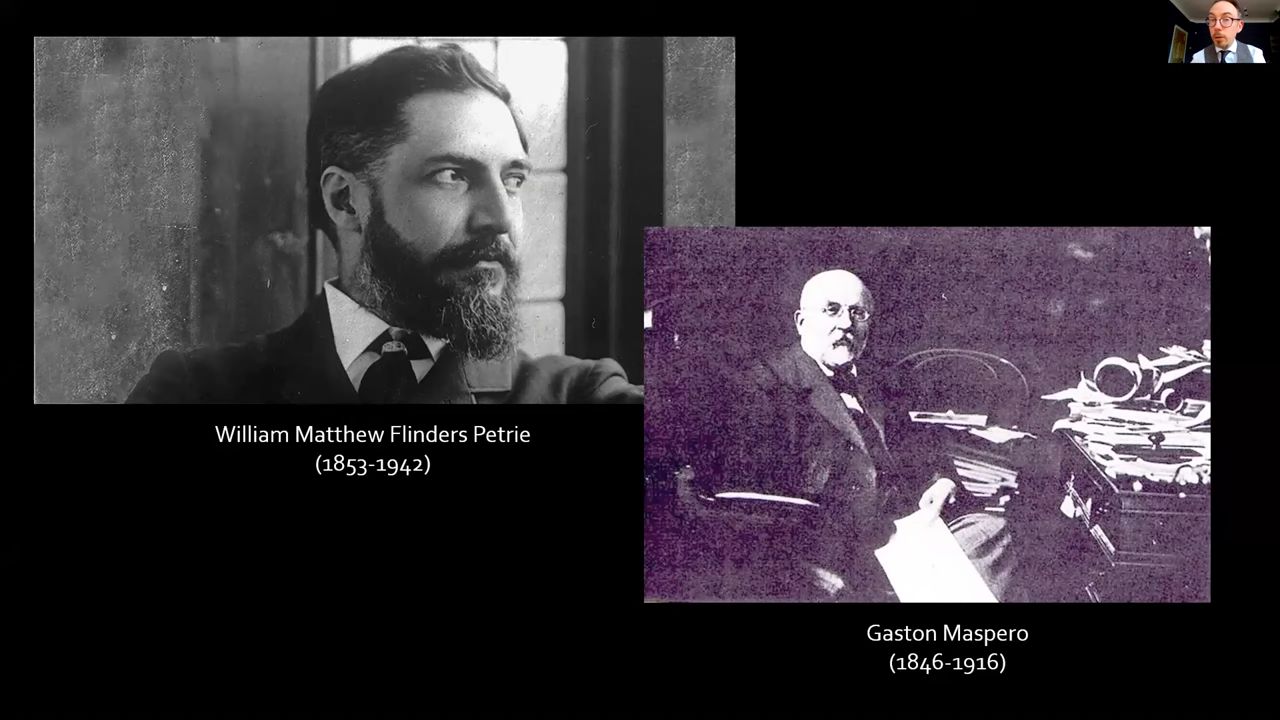 William Matthew Flinders Petrie
(1853-1942)
Gaston Maspero
(1846-1916)